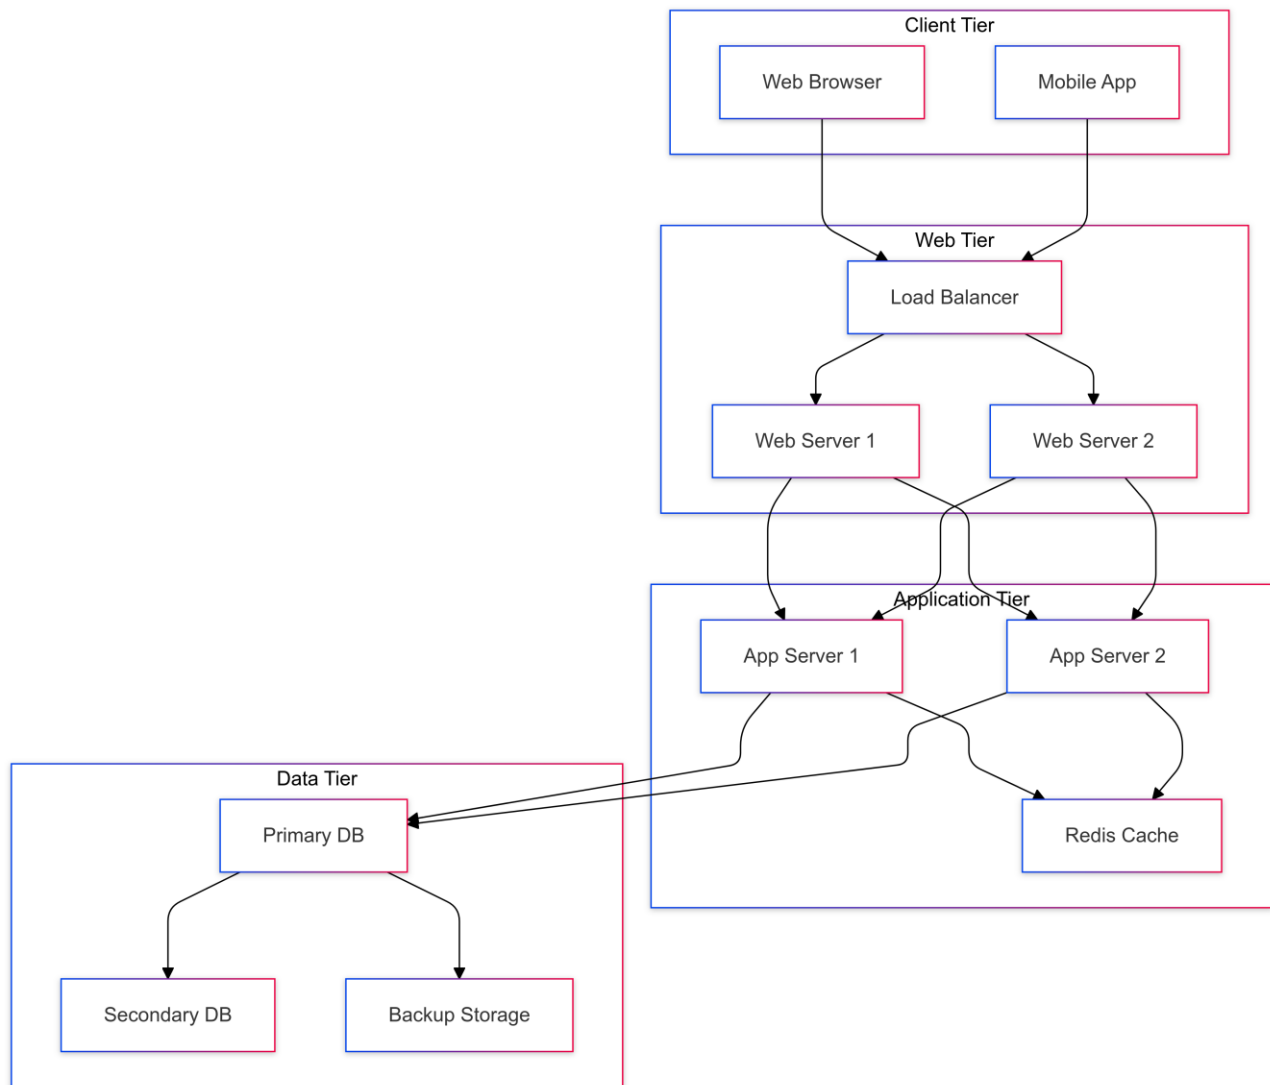 Client Tier
Web Browser
Mobile App
Web Tier
Load Balancer
Web Server 1
Web Server 2
Application Tier
App Server 1
App Server 2
Data Tier
Primary DB
Redis Cache
Secondary DB
Backup Storage